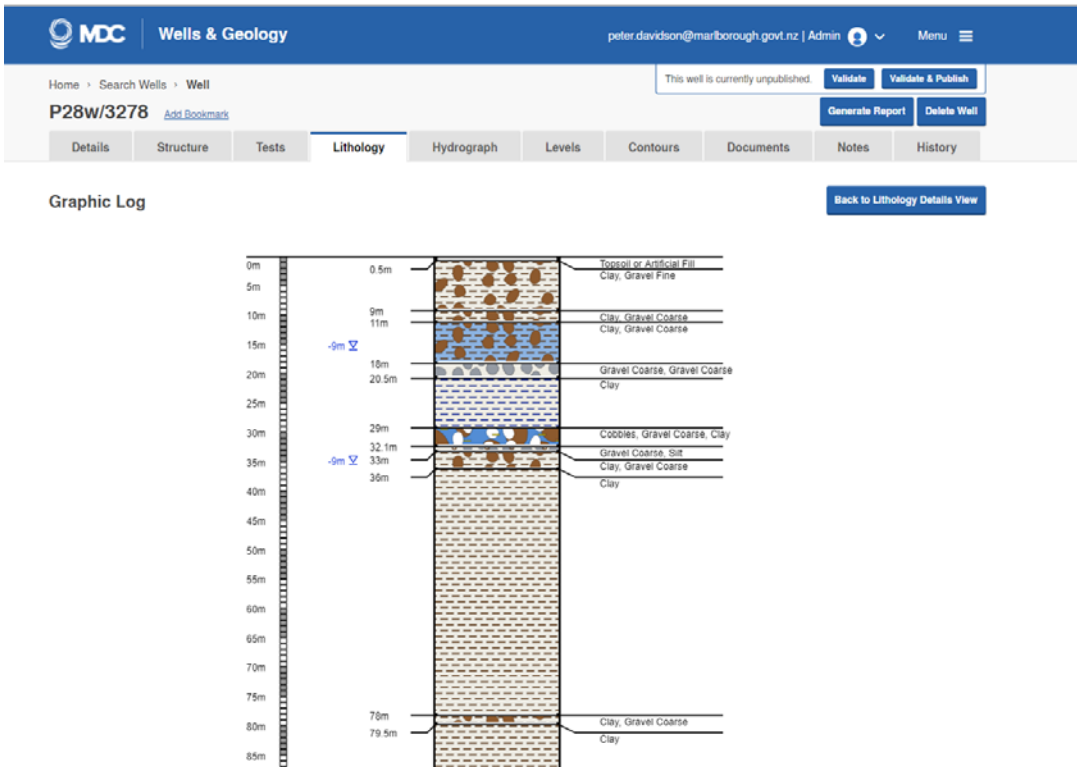 MDC Wells & Geology peter.davidson@marlborough.govt.nz | Admin Menu
Home › Search Wells › Well This well is currently unpublished. Validate Validate & Publish
P28w/3278 Add Bookmark Generate Report Delete Well
Details Structure Tests Lithology Hydrograph Levels Contours Documents Notes History
Graphic Log Back to Lithology Details View
0m 0.5m Topsoil or Artificial Fill
Clay, Gravel Fine
5m
10m 9m Clay, Gravel Coarse
11m Clay, Gravel Coarse
15m -9m
18m Gravel Coarse, Gravel Coarse
20m 20.5m Clay
25m
30m 29m Cobbles, Gravel Coarse, Clay
32.1m Gravel Coarse, Silt
35m -9m 33m Clay, Gravel Coarse
36m Clay
40m
45m
50m
55m
60m
65m
70m
75m
78m Clay, Gravel Coarse
80m 79.5m Clay
85m